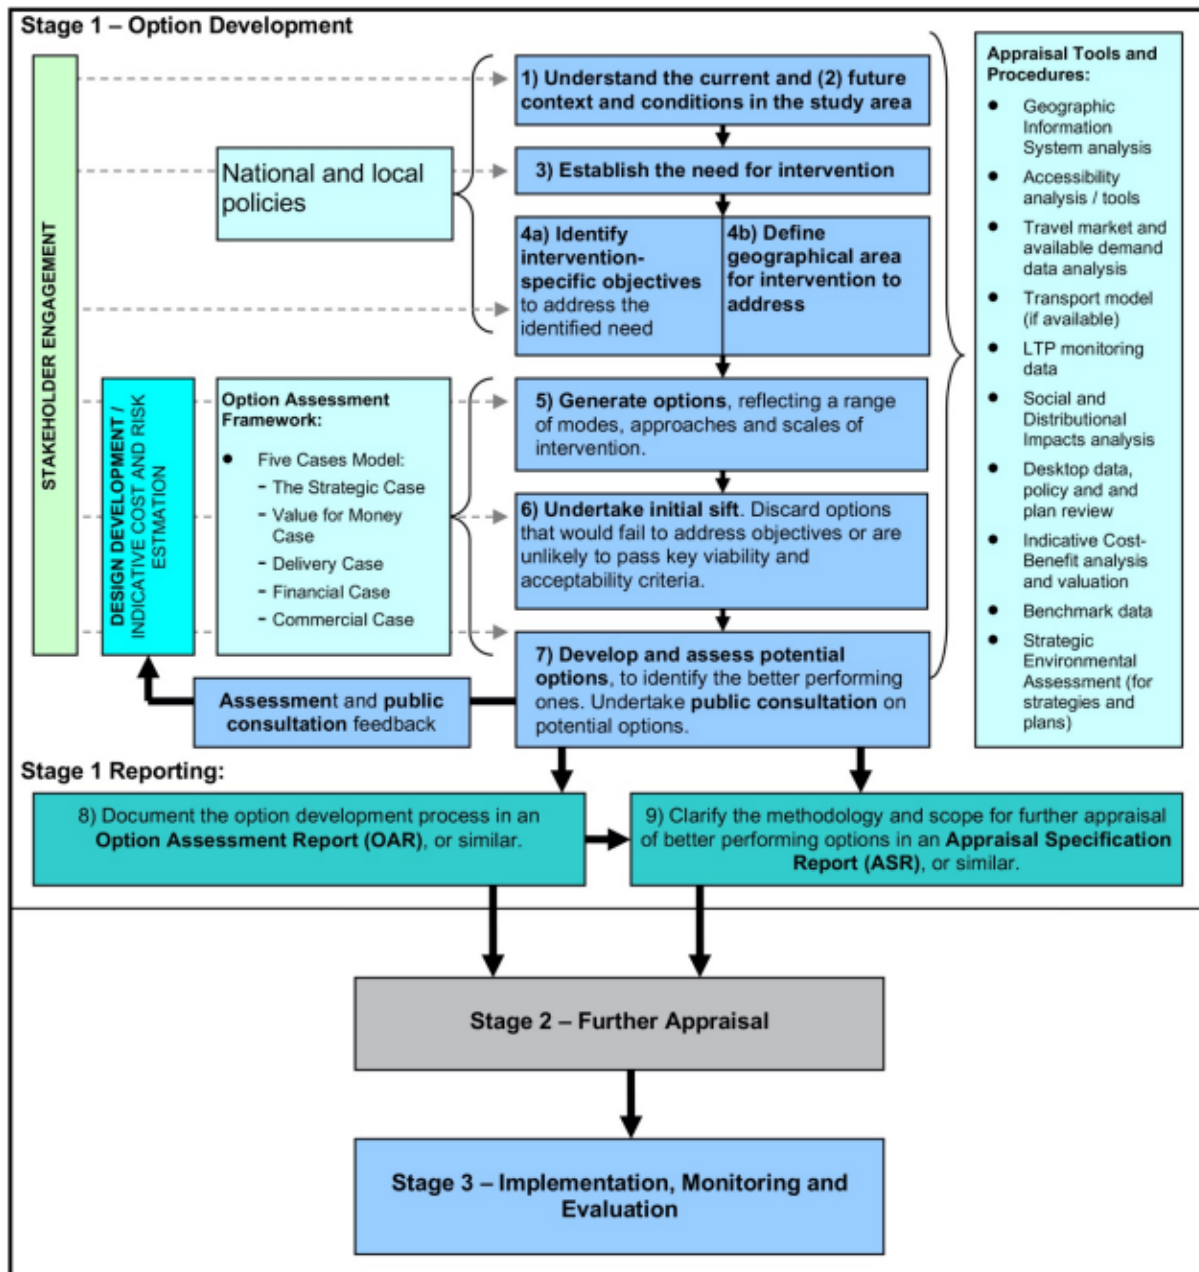 Stage 1 – Option Development
STAKEHOLDER ENGAGEMENT
1) Understand the current and (2) future
context and conditions in the study area
National and local
policies
3) Establish the need for intervention
4a) Identify
intervention-
specific objectives
to address the
identified need
4b) Define
geographical area
for intervention to
address
DESIGN DEVELOPMENT /
INDICATIVE COST AND RISK
ESTMATION
Option Assessment
Framework:
● Five Cases Model:
- The Strategic Case
- Value for Money
Case
- Delivery Case
- Financial Case
- Commercial Case
5) Generate options, reflecting a range
of modes, approaches and scales of
intervention.
6) Undertake initial sift. Discard options
that would fail to address objectives or are
unlikely to pass key viability and
acceptability criteria.
7) Develop and assess potential
options, to identify the better performing
ones. Undertake public consultation on
potential options.
Assessment and public
consultation feedback
Appraisal Tools and
Procedures:
● Geographic
Information
System analysis
● Accessibility
analysis / tools
● Travel market and
available demand
data analysis
● Transport model
(if available)
● LTP monitoring
data
● Social and
Distributional
Impacts analysis
● Desktop data,
policy and and
plan review
● Indicative Cost-
Benefit analysis
and valuation
● Benchmark data
● Strategic
Environmental
Assessment (for
strategies and
plans)
Stage 1 Reporting:
8) Document the option development process in an
Option Assessment Report (OAR), or similar.
9) Clarify the methodology and scope for further appraisal
of better performing options in an Appraisal Specification
Report (ASR), or similar.
Stage 2 – Further Appraisal
Stage 3 – Implementation, Monitoring and
Evaluation